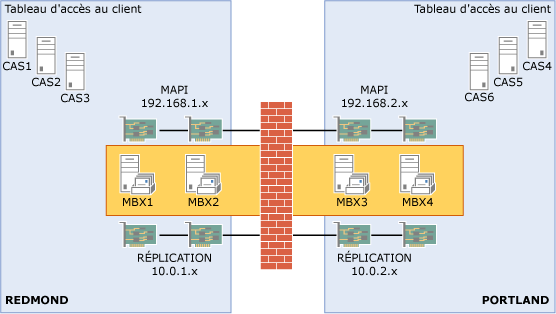 Tableau d'accès au client
Tableau d'accès au client
CAS1
CAS2
CAS3
CAS4
CAS5
CAS6
MAPI
192.168.1.x
MAPI
192.168.2.x
MBX1
MBX2
MBX3
MBX4
RÉPLICATION
10.0.1.x
RÉPLICATION
10.0.2.x
REDMOND
PORTLAND